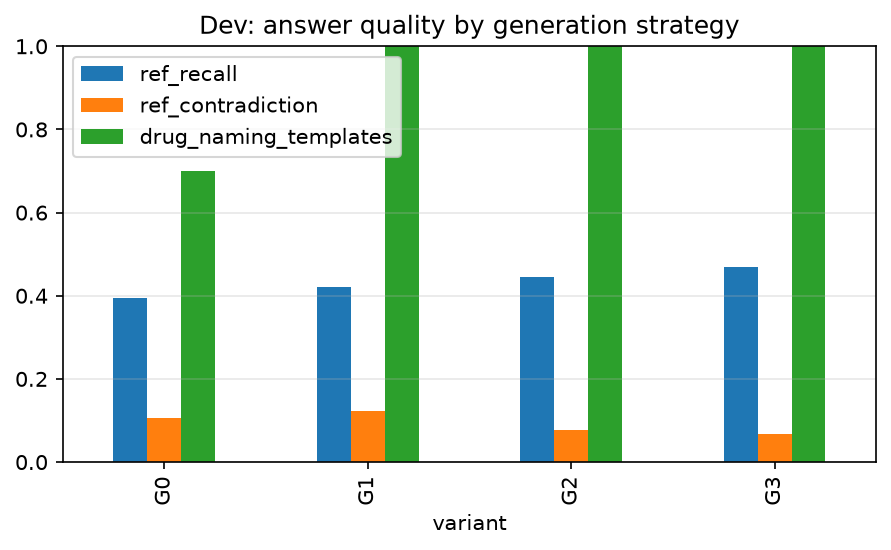 Dev: answer quality by generation strategy
1.0
0.8
0.6
0.4
0.2
0.0
ref_recall
ref_contradiction
drug_naming_templates
G0
G1
G2
G3
variant